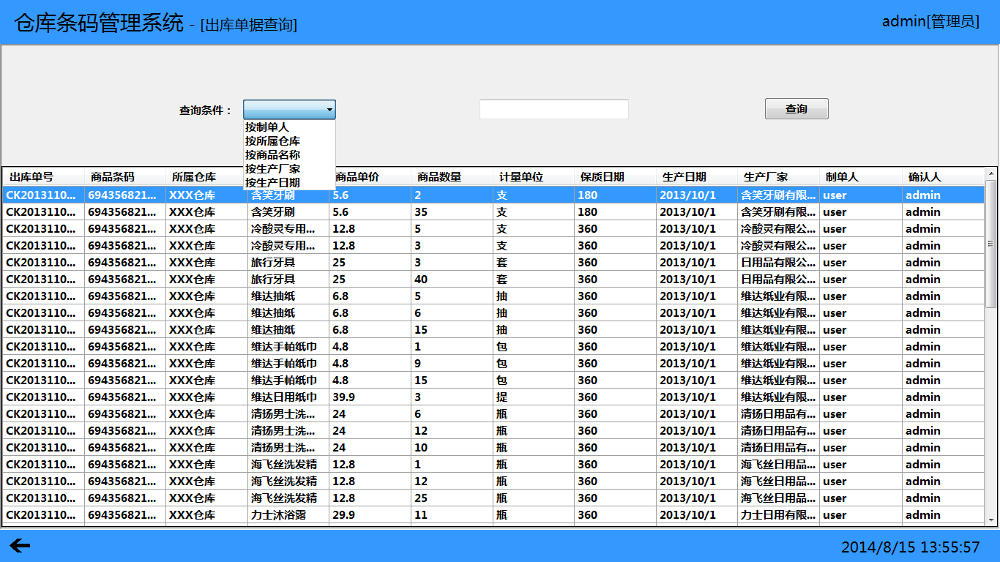 仓库条码管理系统 - [出库单据查询]
admin[管理员]
查询条件：
查询
按制单人
按所属仓库
按商品名称
按生产厂家
按生产日期
出库单号 商品条码 所属仓库 商品单价 商品数量 计量单位 保质日期 生产日期 生产厂家 制单人 确认人
CK2013110... 694356821... XXX仓库 含笑牙刷 5.6 2 支 180 2013/10/1 含笑牙刷有限... user admin
CK2013110... 694356821... XXX仓库 含笑牙刷 5.6 35 支 180 2013/10/1 含笑牙刷有限... user admin
CK2013110... 694356821... XXX仓库 冷酸灵专用... 12.8 5 支 360 2013/10/1 冷酸灵有限公... user admin
CK2013110... 694356821... XXX仓库 冷酸灵专用... 12.8 3 支 360 2013/10/1 冷酸灵有限公... user admin
CK2013110... 694356821... XXX仓库 旅行牙具 25 3 套 360 2013/10/1 日用品有限公... user admin
CK2013110... 694356821... XXX仓库 旅行牙具 25 40 套 360 2013/10/1 日用品有限公... user admin
CK2013110... 694356821... XXX仓库 维达抽纸 6.8 5 抽 360 2013/10/1 维达纸业有限... user admin
CK2013110... 694356821... XXX仓库 维达抽纸 6.8 6 抽 360 2013/10/1 维达纸业有限... user admin
CK2013110... 694356821... XXX仓库 维达抽纸 6.8 15 抽 360 2013/10/1 维达纸业有限... user admin
CK2013110... 694356821... XXX仓库 维达手帕纸巾 4.8 1 包 360 2013/10/1 维达纸业有限... user admin
CK2013110... 694356821... XXX仓库 维达手帕纸巾 4.8 9 包 360 2013/10/1 维达纸业有限... user admin
CK2013110... 694356821... XXX仓库 维达手帕纸巾 4.8 15 包 360 2013/10/1 维达纸业有限... user admin
CK2013110... 694356821... XXX仓库 维达日用纸巾 39.9 3 提 360 2013/10/1 维达纸业有限... user admin
CK2013110... 694356821... XXX仓库 清扬男士洗... 24 6 瓶 360 2013/10/1 清扬日用品有... user admin
CK2013110... 694356821... XXX仓库 清扬男士洗... 24 12 瓶 360 2013/10/1 清扬日用品有... user admin
CK2013110... 694356821... XXX仓库 清扬男士洗... 24 10 瓶 360 2013/10/1 清扬日用品有... user admin
CK2013110... 694356821... XXX仓库 海飞丝洗发精 12.8 1 瓶 360 2013/10/1 海飞丝日用品... user admin
CK2013110... 694356821... XXX仓库 海飞丝洗发精 12.8 12 瓶 360 2013/10/1 海飞丝日用品... user admin
CK2013110... 694356821... XXX仓库 海飞丝洗发精 12.8 25 瓶 360 2013/10/1 海飞丝日用品... user admin
CK2013110... 694356821... XXX仓库 力士沐浴露 29.9 11 瓶 360 2013/10/1 力士日用有限... user admin
2014/8/15 13:55:57